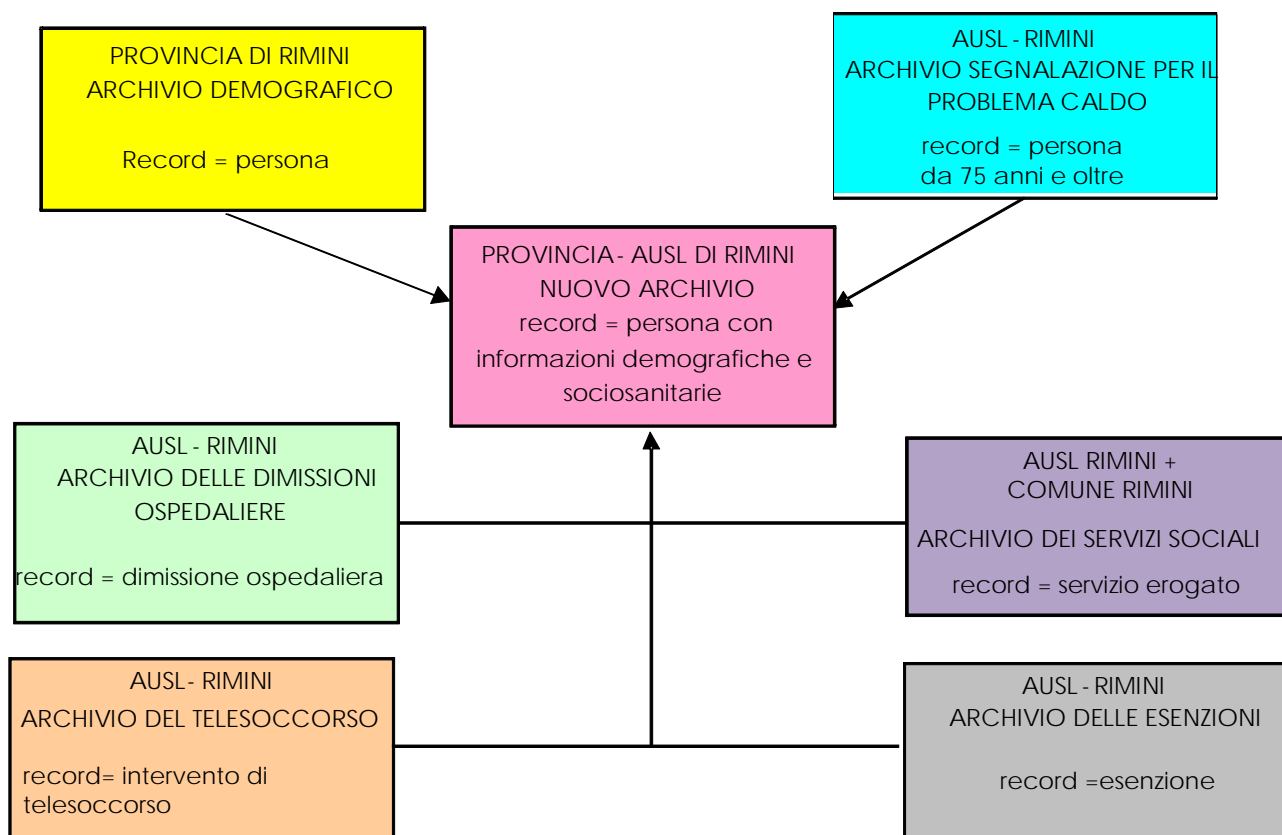 PROVINCIA DI RIMINI
ARCHIVIO DEMOGRAFICO
Record = persona
AUSL - RIMINI
ARCHIVIO SEGNALAZIONE PER IL
PROBLEMA CALDO
record = persona
da 75 anni e oltre
PROVINCIA - AUSL DI RIMINI
NUOVO ARCHIVIO
record = persona con
informazioni demografiche e
sociosanitarie
AUSL - RIMINI
ARCHIVIO DELLE DIMISSIONI
OSPEDALIERE
record = dimissione ospedaliera
AUSL RIMINI +
COMUNE RIMINI
ARCHIVIO DEI SERVIZI SOCIALI
record = servizio erogato
AUSL - RIMINI
ARCHIVIO DEL TELESOCCORSO
record= intervento di
telesoccorso
AUSL - RIMINI
ARCHIVIO DELLE ESENZIONI
record =esenzione